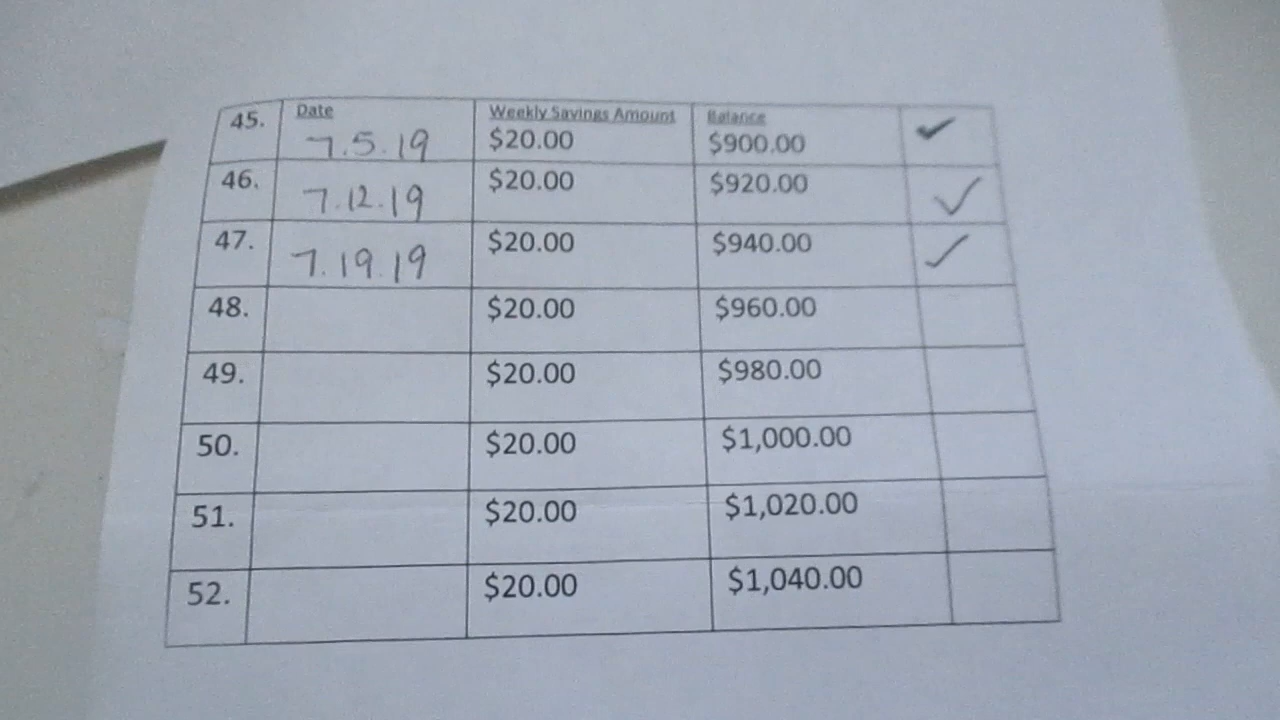 45. Date Weekly Savings Amount Balance
7.5.19 $20.00 $900.00 ✓
46. 7.12.19 $20.00 $920.00 ✓
47. 7.19.19 $20.00 $940.00 ✓
48. $20.00 $960.00
49. $20.00 $980.00
50. $20.00 $1,000.00
51. $20.00 $1,020.00
52. $20.00 $1,040.00